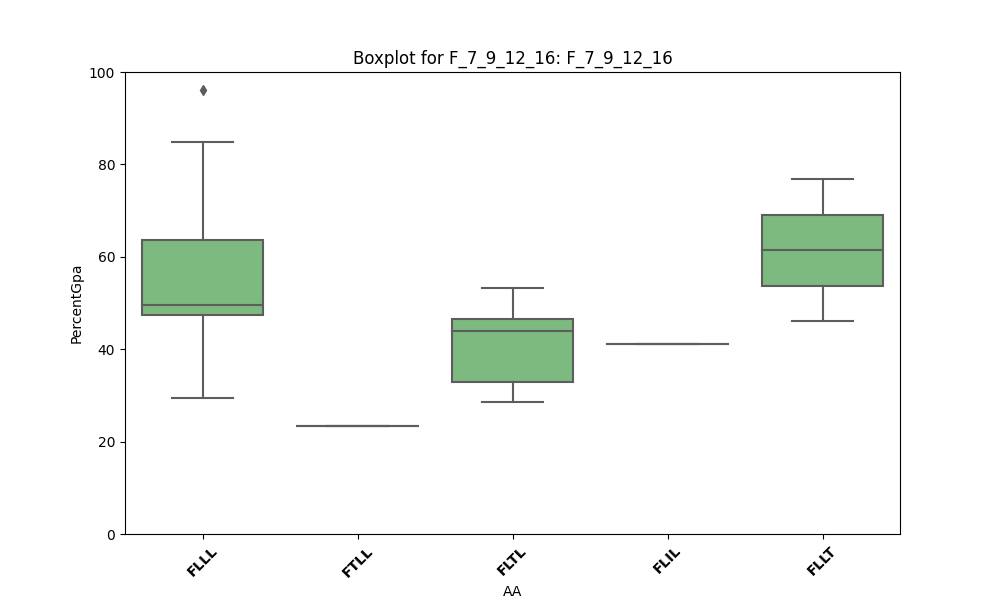 Boxplot for F_7_9_12_16: F_7_9_12_16
100
80
60
40
20
0
PercentGpa
FLLL
FTLL
FLTL
FLIL
FLLT
AA